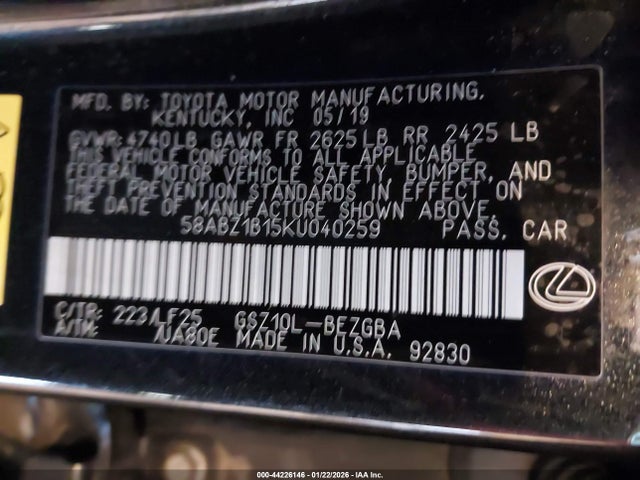 MFD. BY: TOYOTA MOTOR MANUFACTURING,
KENTUCKY, INC 05/19
GVWR: 4740LB GAWR FR 2625LB RR 2425 LB
THIS VEHICLE CONFORMS TO ALL APPLICABLE
FEDERAL MOTOR VEHICLE SAFETY, BUMPER, AND
THEFT PREVENTION STANDARDS IN EFFECT ON
THE DATE OF MANUFACTURE SHOWN ABOVE.
58ABZ1B15KU040259 PASS. CAR
C/TR: 223/LF25 GSZ10L-BEZGBA
A/TM: /UA80E MADE IN U.S.A. 92830
000-44226146 - 01/22/2026 - IAA Inc.